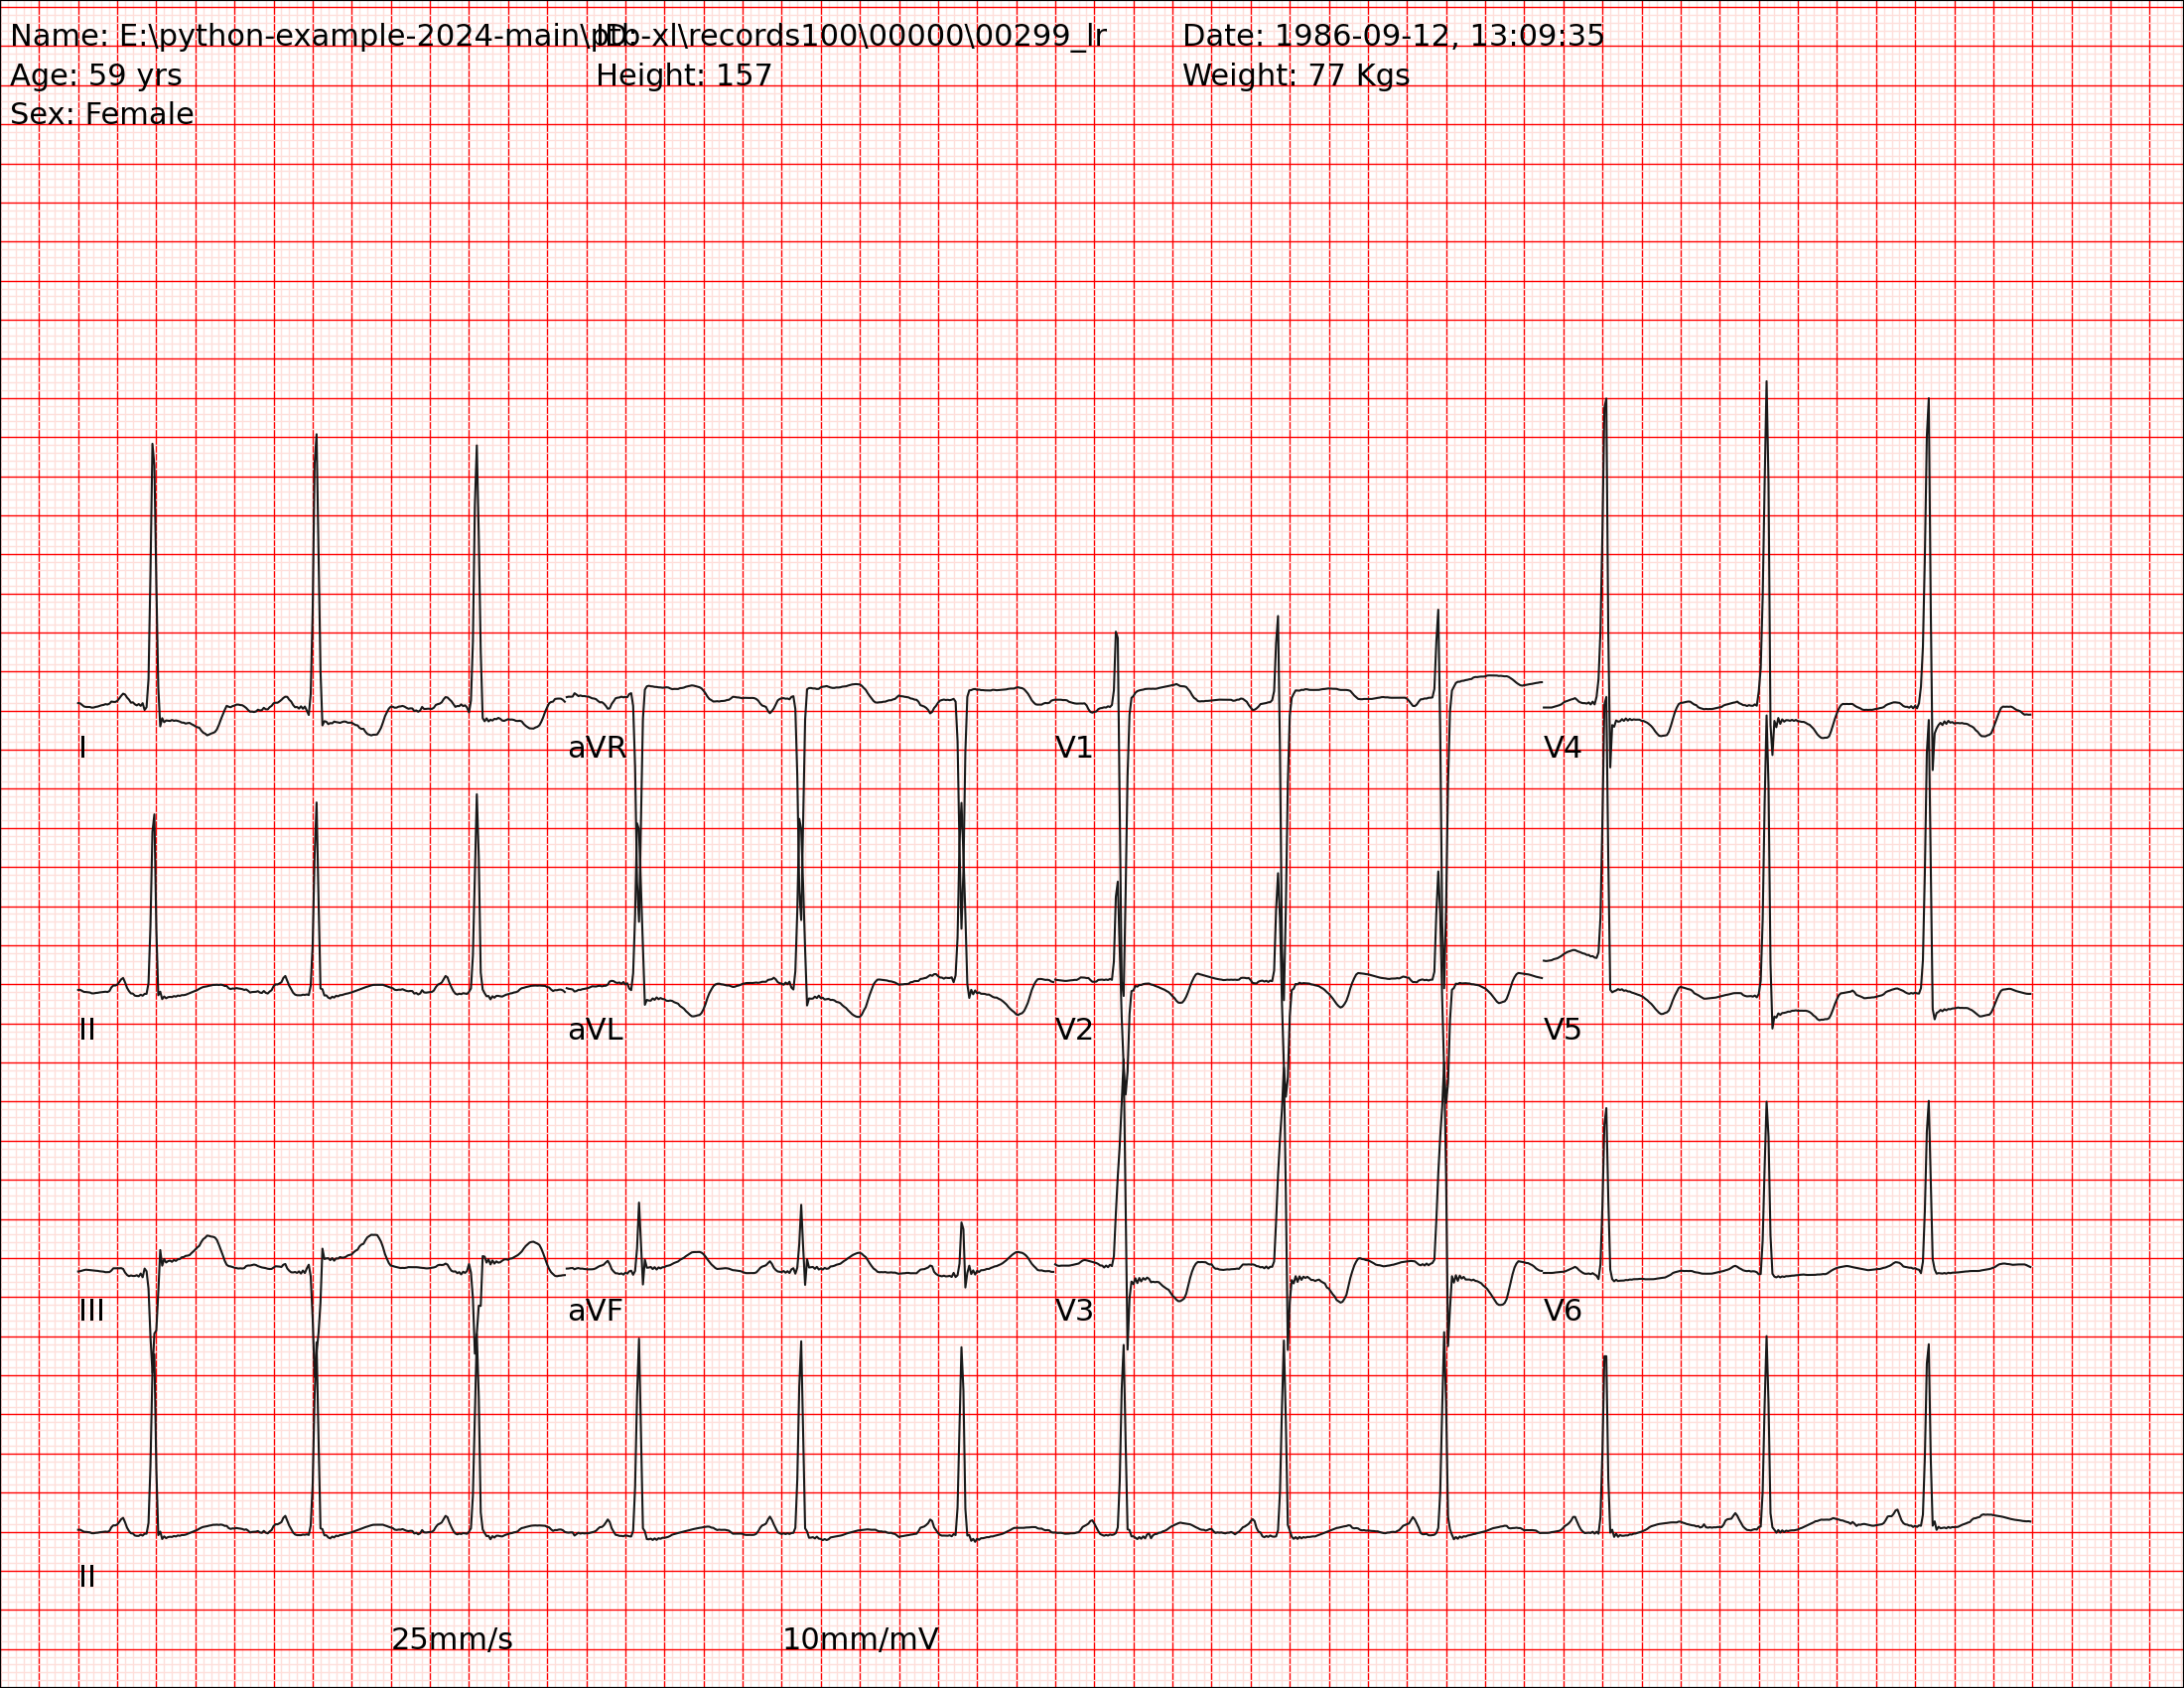 Name: E:\python-example-2024-main\ptb-xl\records100\00000\00299_lr ID: Date: 1986-09-12, 13:09:35
Age: 59 yrs Height: 157 Weight: 77 Kgs
Sex: Female
I aVR V1 V4
II aVL V2 V5
III aVF V3 V6
II
25mm/s 10mm/mV